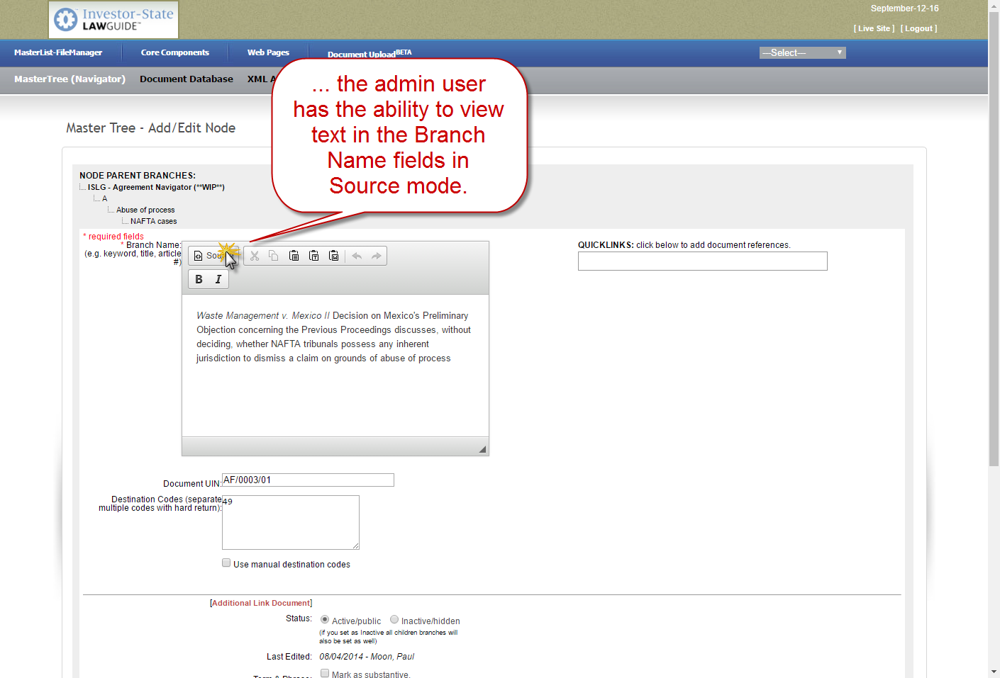 Investor-State
LAWGUIDE™
September-12-16
[ Live Site ] [ Logout ]
MasterList-FileManager Core Components Web Pages Document Upload BETA
—Select—
MasterTree (Navigator) Document Database XML A
... the admin user
has the ability to view
text in the Branch
Name fields in
Source mode.
Master Tree - Add/Edit Node
NODE PARENT BRANCHES:
ISLG - Agreement Navigator (**WIP**)
A
Abuse of process
NAFTA cases
* required fields
* Branch Name:
(e.g. keyword, title, article
#)
Source
B I
QUICKLINKS: click below to add document references.
Waste Management v. Mexico II Decision on Mexico's Preliminary
Objection concerning the Previous Proceedings discusses, without
deciding, whether NAFTA tribunals possess any inherent
jurisdiction to dismiss a claim on grounds of abuse of process
Document UIN: AF/0003/01
Destination Codes (separate
multiple codes with hard return):
49
Use manual destination codes
[Additional Link Document]
Status: Active/public Inactive/hidden
(if you set as Inactive all children branches will
also be set as well)
Last Edited: 08/04/2014 - Moon, Paul
Term & Phrase: Mark as substantive.